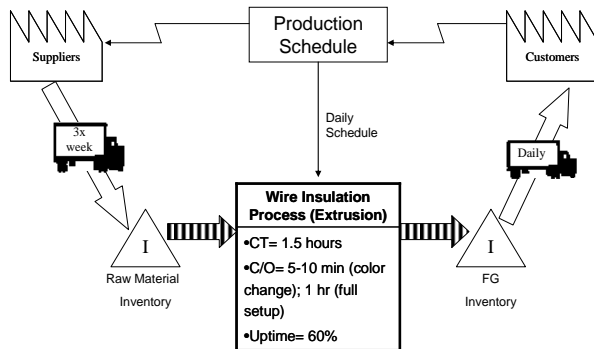 Production
Schedule
Suppliers
Customers
Daily
Schedule
3x
week
Daily
Wire Insulation
Process (Extrusion)
•CT= 1.5 hours
•C/O= 5-10 min (color
change); 1 hr (full
setup)
•Uptime= 60%
I
Raw Material
Inventory
I
FG
Inventory